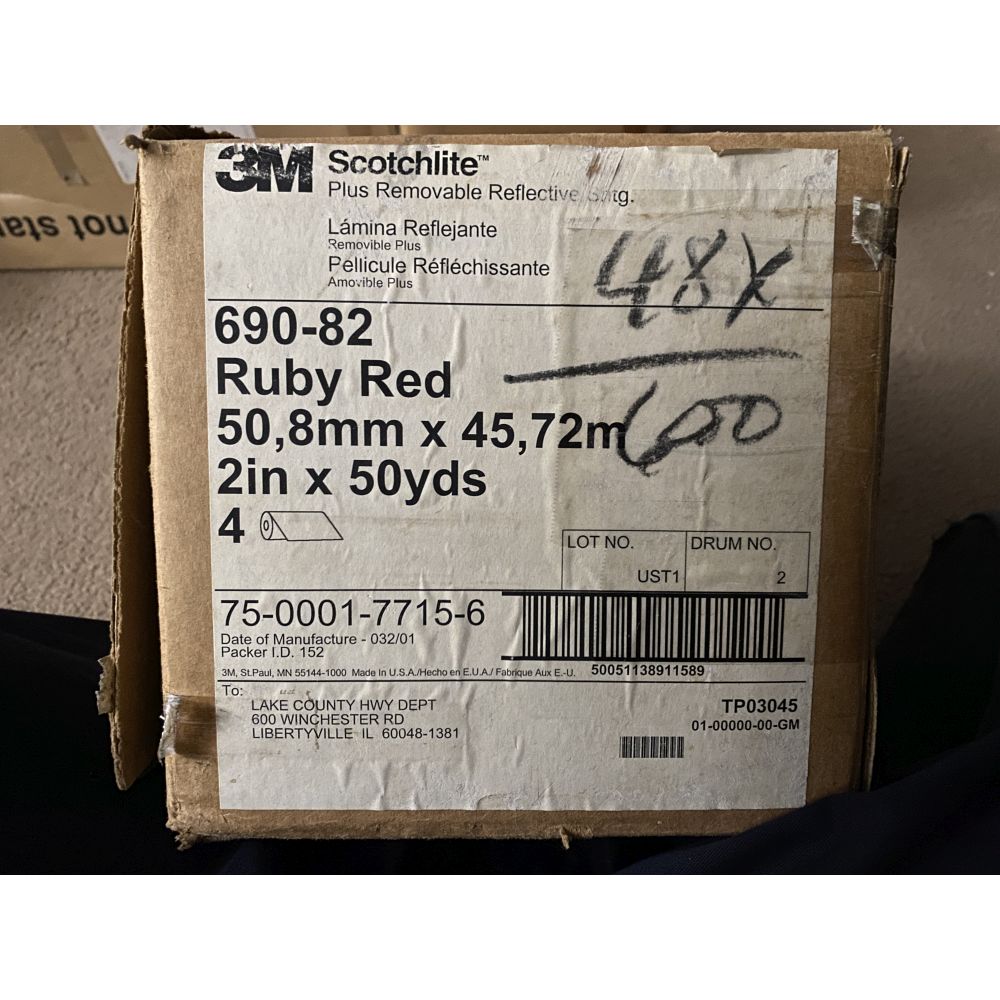 3M Scotchlite™
Plus Removable Reflective Shtg.
Lámina Reflejante
Removible Plus
Pellicule Réfléchissante
Amovible Plus
48X
600
690-82
Ruby Red
50,8mm x 45,72m
2in x 50yds
4
LOT NO.
UST1
DRUM NO.
2
75-0001-7715-6
Date of Manufacture - 032/01
Packer I.D. 152
3M, St.Paul, MN 55144-1000 Made In U.S.A./Hecho en E.U.A./ Fabrique Aux E.-U.
50051138911589
To:
LAKE COUNTY HWY DEPT
600 WINCHESTER RD
LIBERTYVILLE IL 60048-1381
TP03045
01-00000-00-GM
not